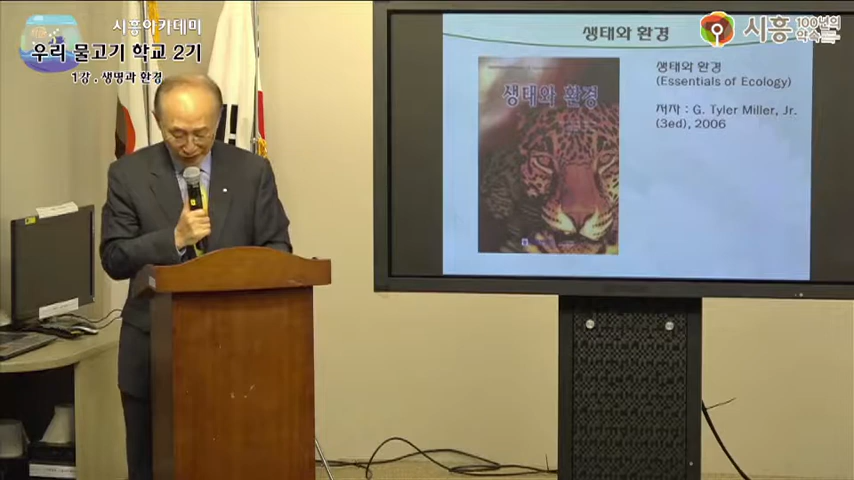 시흥아카데미
우리 물고기 학교 2기
1강. 생명과 환경
생태와 환경
시흥 100년의 약속
생태와 환경
생태와 환경
(Essentials of Ecology)
저자 : G. Tyler Miller, Jr.
(3ed), 2006